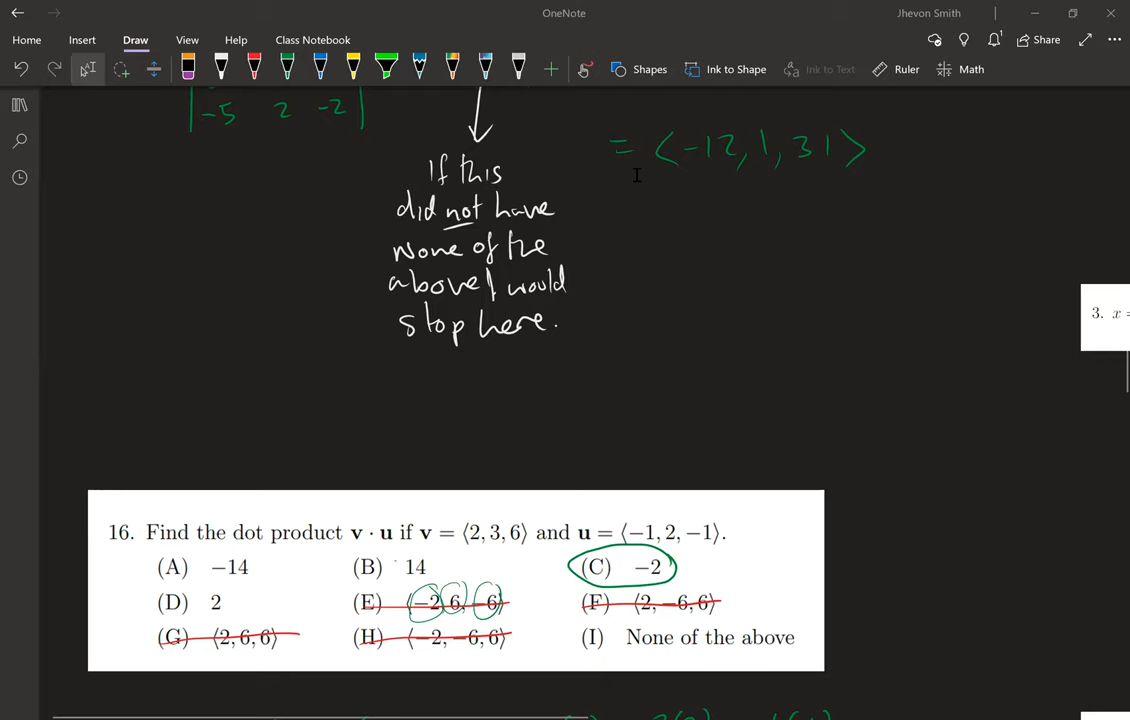 OneNote
Jhevon Smith
Home Insert Draw View Help Class Notebook
Share
Shapes Ink to Shape Ink to Text Ruler Math
-5 2 -2
= <-12, 1, 31>
If this
did not have
None of the
above I would
stop here.
3. x =
16. Find the dot product v · u if v = ⟨2, 3, 6⟩ and u = ⟨−1, 2, −1⟩.
(A) −14 (B) 14 (C) −2
(D) 2 (E) ⟨−2, 6, −6⟩ (F) ⟨2, −6, 6⟩
(G) ⟨2, 6, 6⟩ (H) ⟨−2, −6, 6⟩ (I) None of the above